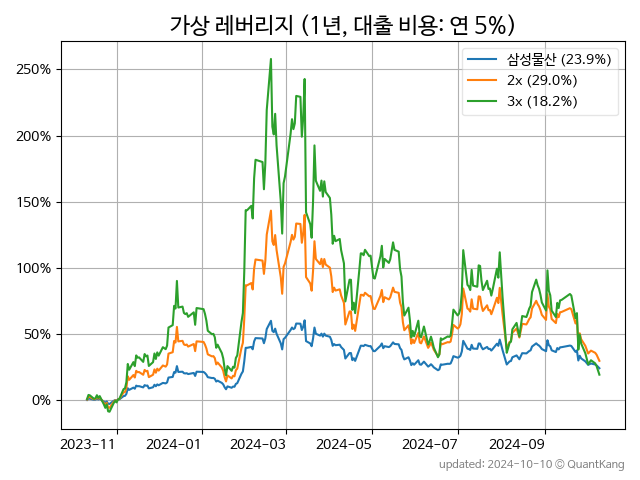 가상 레버리지 (1년, 대출 비용: 연 5%)
삼성물산 (23.9%)
2x (29.0%)
3x (18.2%)
250%
200%
150%
100%
50%
0%
2023-11 2024-01 2024-03 2024-05 2024-07 2024-09
updated: 2024-10-10 © QuantKang